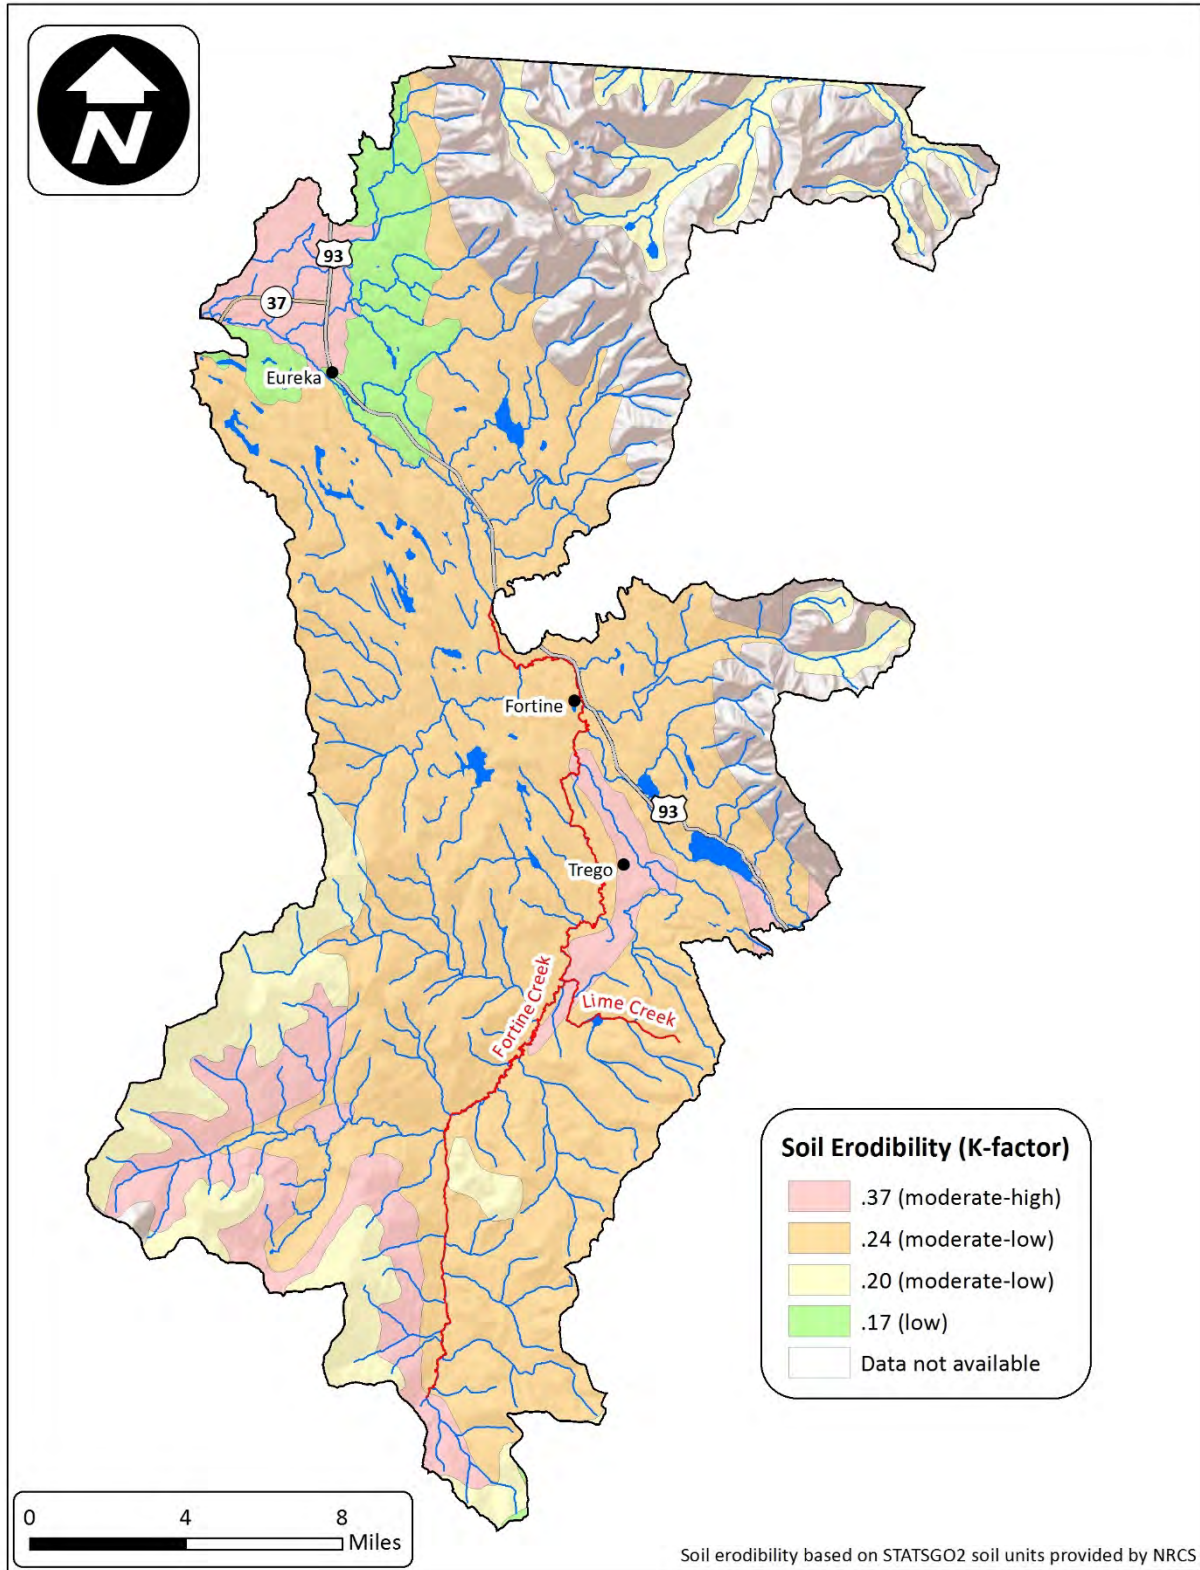 N
93
37
Eureka
Fortine
93
Trego
Fortine Creek
Lime Creek
Soil Erodibility (K-factor)
.37 (moderate-high)
.24 (moderate-low)
.20 (moderate-low)
.17 (low)
Data not available
0 4 8
Miles
Soil erodibility based on STATSGO2 soil units provided by NRCS